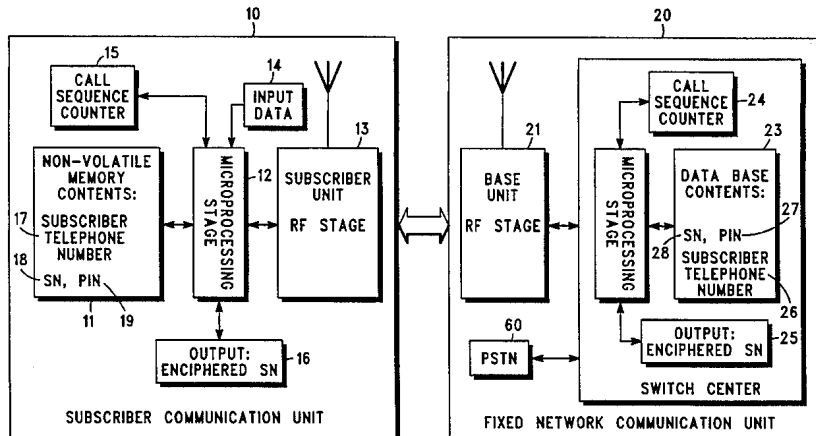 10
15
CALL
SEQUENCE
COUNTER
14
INPUT
DATA
13
NON-VOLATILE
MEMORY
CONTENTS:
17
SUBSCRIBER
TELEPHONE
NUMBER
18
SN, PIN
11
19
MICROPROCESSING
STAGE
12
SUBSCRIBER
UNIT
RF STAGE
OUTPUT:
ENCIPHERED SN
16
SUBSCRIBER COMMUNICATION UNIT
20
CALL
SEQUENCE
COUNTER
24
21
BASE
UNIT
RF STAGE
MICROPROCESSING
STAGE
23
DATA BASE
CONTENTS:
27
SN, PIN
28
SUBSCRIBER
TELEPHONE
NUMBER
26
60
PSTN
OUTPUT:
ENCIPHERED SN
25
SWITCH CENTER
FIXED NETWORK COMMUNICATION UNIT